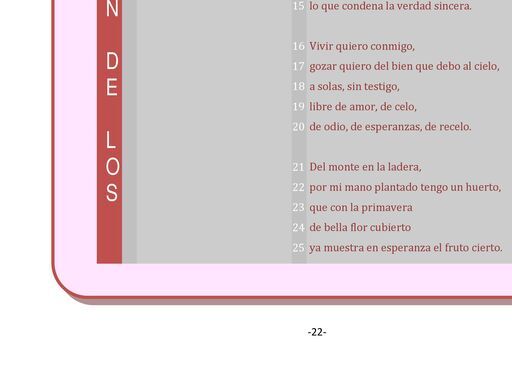 N DE LOS
15 lo que condena la verdad sincera.
16 Vivir quiero conmigo,
17 gozar quiero del bien que debo al cielo,
18 a solas, sin testigo,
19 libre de amor, de celo,
20 de odio, de esperanzas, de recelo.
21 Del monte en la ladera,
22 por mi mano plantado tengo un huerto,
23 que con la primavera
24 de bella flor cubierto
25 ya muestra en esperanza el fruto cierto.
-22-